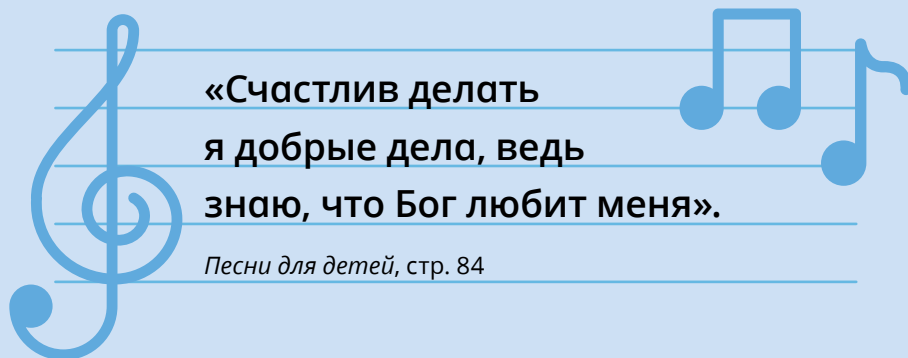 «Счастлив делать
я добрые дела, ведь
знаю, что Бог любит меня».
Песни для детей, стр. 84